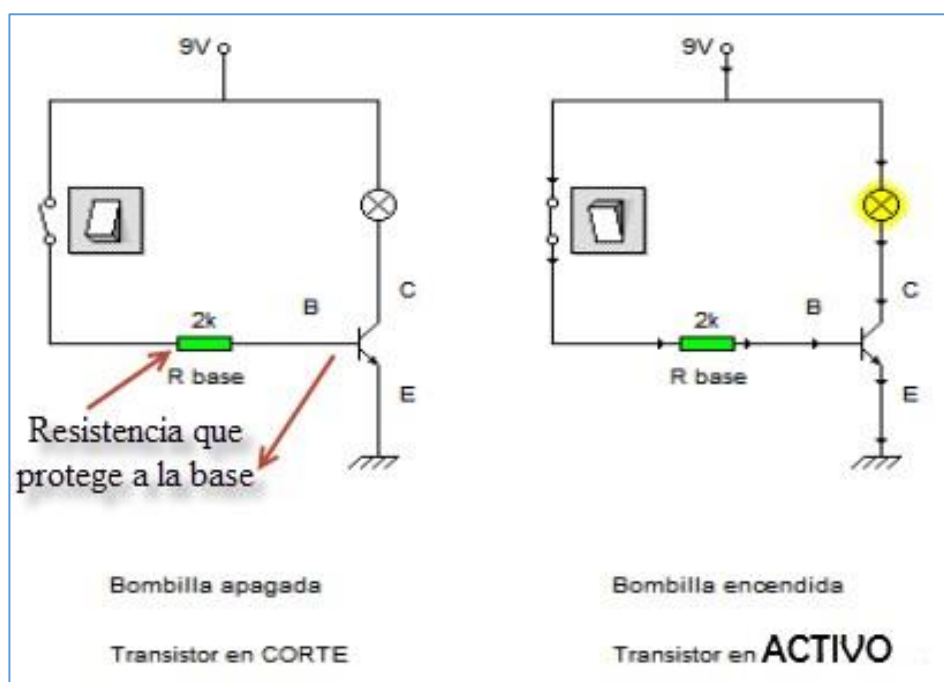 9V
9V
C
C
B
B
2k
2k
R base
R base
E
E
Resistencia que
protege a la base
Bombilla apagada
Bombilla encendida
Transistor en CORTE
Transistor en ACTIVO